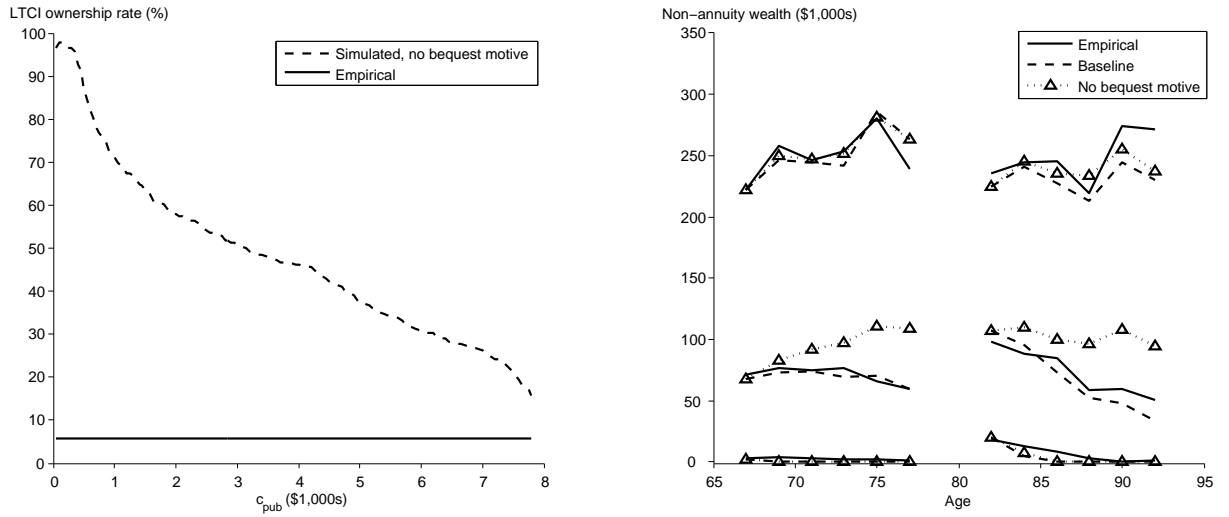 LTCI ownership rate (%)
100
90
80
70
60
50
40
30
20
10
0
0 1 2 3 4 5 6 7 8
c_pub ($1,000s)
Simulated, no bequest motive
Empirical
Non−annuity wealth ($1,000s)
350
300
250
200
150
100
50
0
65 70 75 80 85 90 95
Age
Empirical
Baseline
No bequest motive